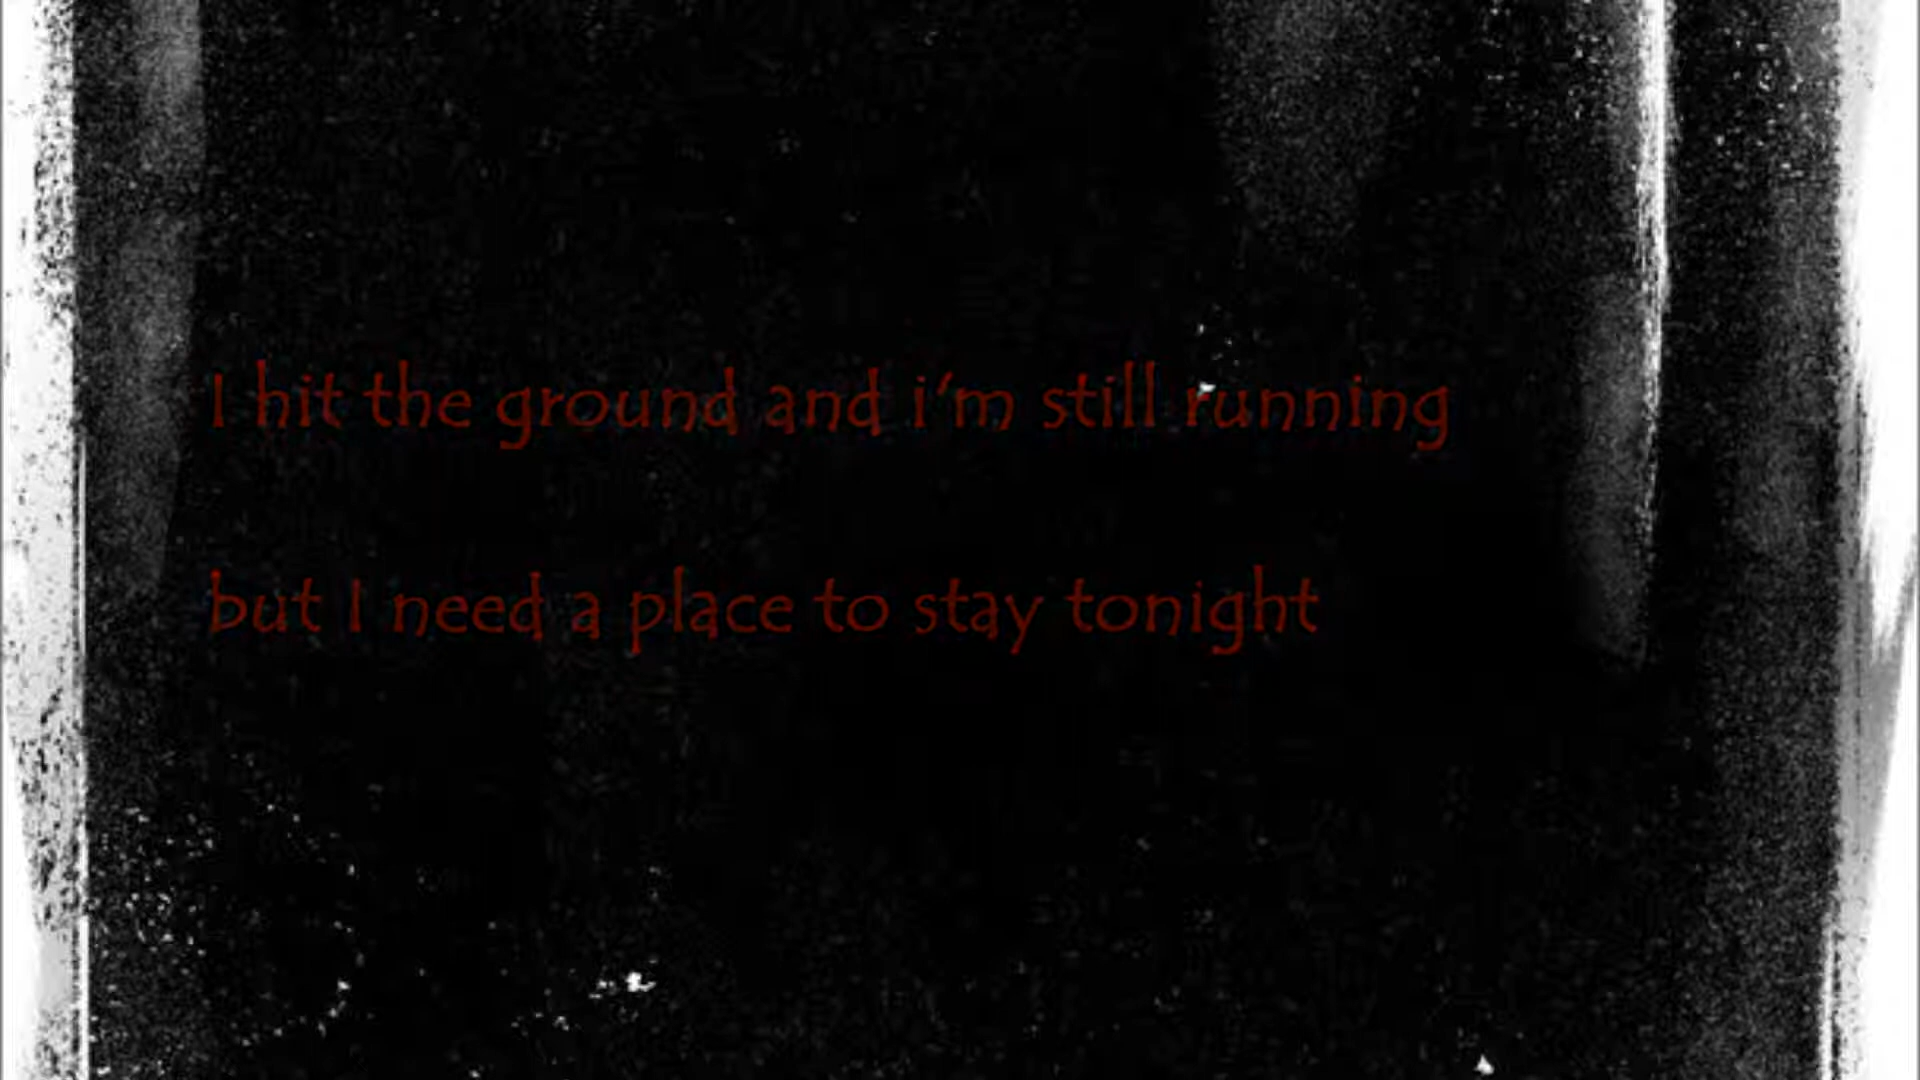 I hit the ground and i'm still running
but I need a place to stay tonight